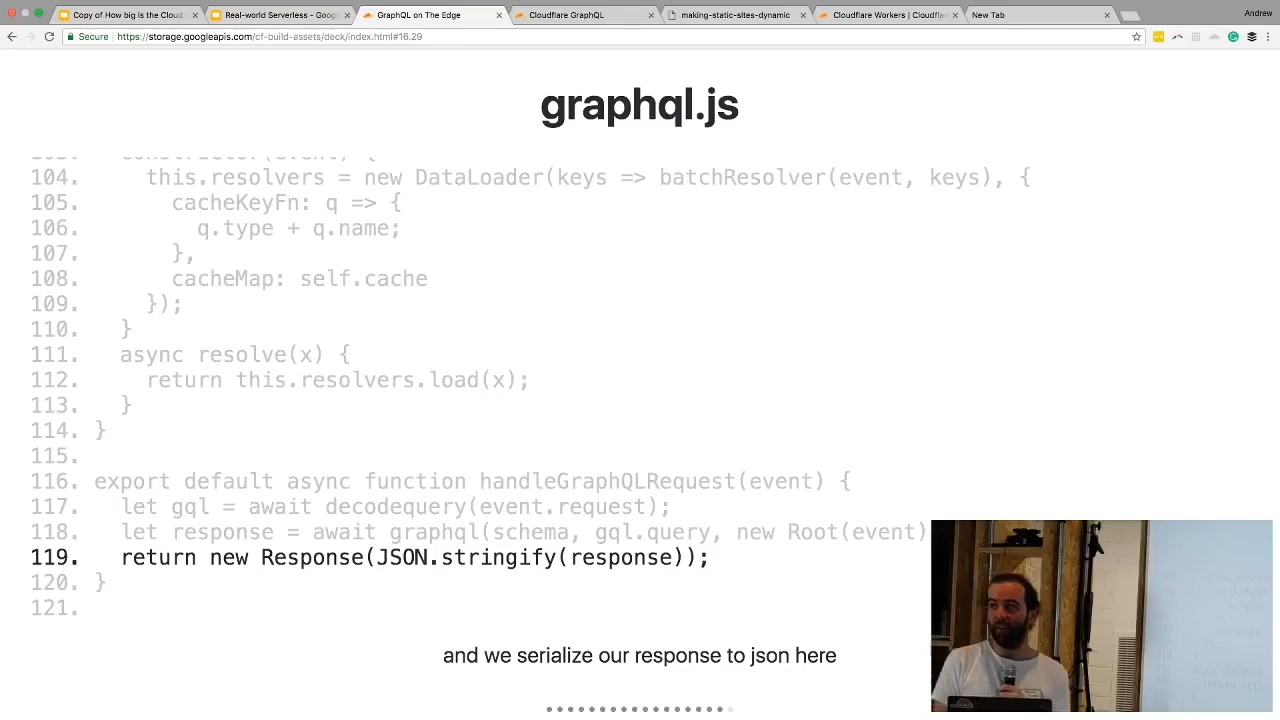 Copy of How big is the Cloud
Real-world Serverless - Goog
GraphQL on The Edge
Cloudflare GraphQL
making-static-sites-dynamic
Cloudflare Workers | Cloudflar
New Tab
Andrew
Secure https://storage.googleapis.com/cf-build-assets/deck/index.html#16.29
graphql.js
103. constructor(event) {
104. this.resolvers = new DataLoader(keys => batchResolver(event, keys), {
105. cacheKeyFn: q => {
106. q.type + q.name;
107. },
108. cacheMap: self.cache
109. });
110. }
111. async resolve(x) {
112. return this.resolvers.load(x);
113. }
114. }
115.
116. export default async function handleGraphQLRequest(event) {
117. let gql = await decodequery(event.request);
118. let response = await graphql(schema, gql.query, new Root(event)
119. return new Response(JSON.stringify(response));
120. }
121.
and we serialize our response to json here